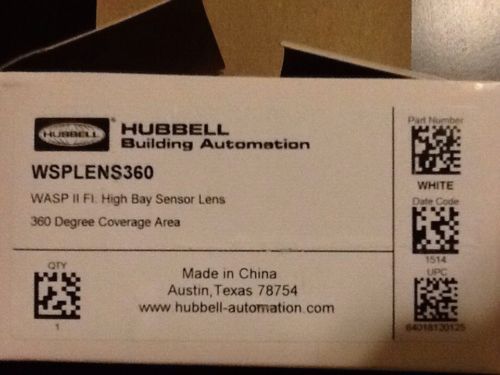 HUBBELL
HUBBELL
Building Automation
WSPLENS360
WASP II Fl. High Bay Sensor Lens
360 Degree Coverage Area
Part Number
WHITE
Date Code
1514
UPC
64018120125
QTY
1
Made in China
Austin,Texas 78754
www.hubbell-automation.com